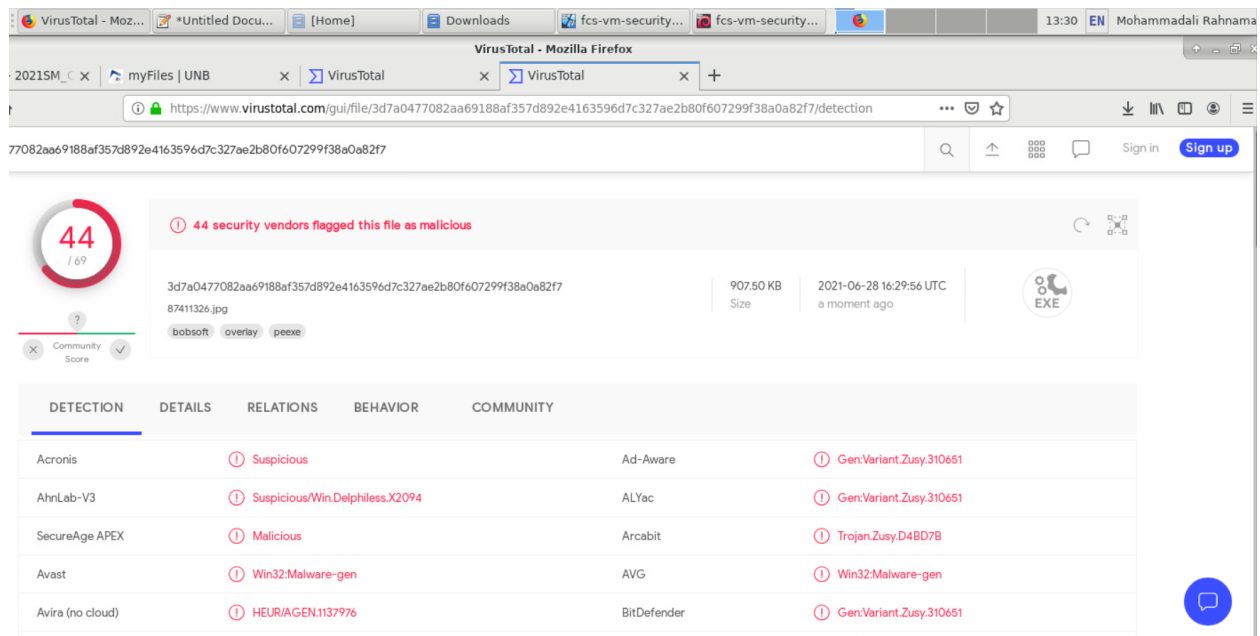 VirusTotal - Moz... *Untitled Docu... [Home] Downloads fcs-vm-security... fcs-vm-security... 13:30 EN Mohammadali Rahnama
VirusTotal - Mozilla Firefox
2021SM_ myFiles | UNB VirusTotal VirusTotal
https://www.virustotal.com/gui/file/3d7a0477082aa69188af357d892e4163596d7c327ae2b80f607299f38a0a82f7/detection
77082aa69188af357d892e4163596d7c327ae2b80f607299f38a0a82f7 Sign in Sign up
44
/ 69
44 security vendors flagged this file as malicious
3d7a0477082aa69188af357d892e4163596d7c327ae2b80f607299f38a0a82f7
87411326.jpg
bobsoft overlay peexe
907.50 KB
Size
2021-06-28 16:29:56 UTC
a moment ago
EXE
?
Community
Score
DETECTION DETAILS RELATIONS BEHAVIOR COMMUNITY
Acronis Suspicious Ad-Aware Gen:Variant.Zusy.310651
AhnLab-V3 Suspicious/Win.Delphiless.X2094 ALYac Gen:Variant.Zusy.310651
SecureAge APEX Malicious Arcabit Trojan.Zusy.D4BD7B
Avast Win32:Malware-gen AVG Win32:Malware-gen
Avira (no cloud) HEUR/AGEN.1137976 BitDefender Gen:Variant.Zusy.310651